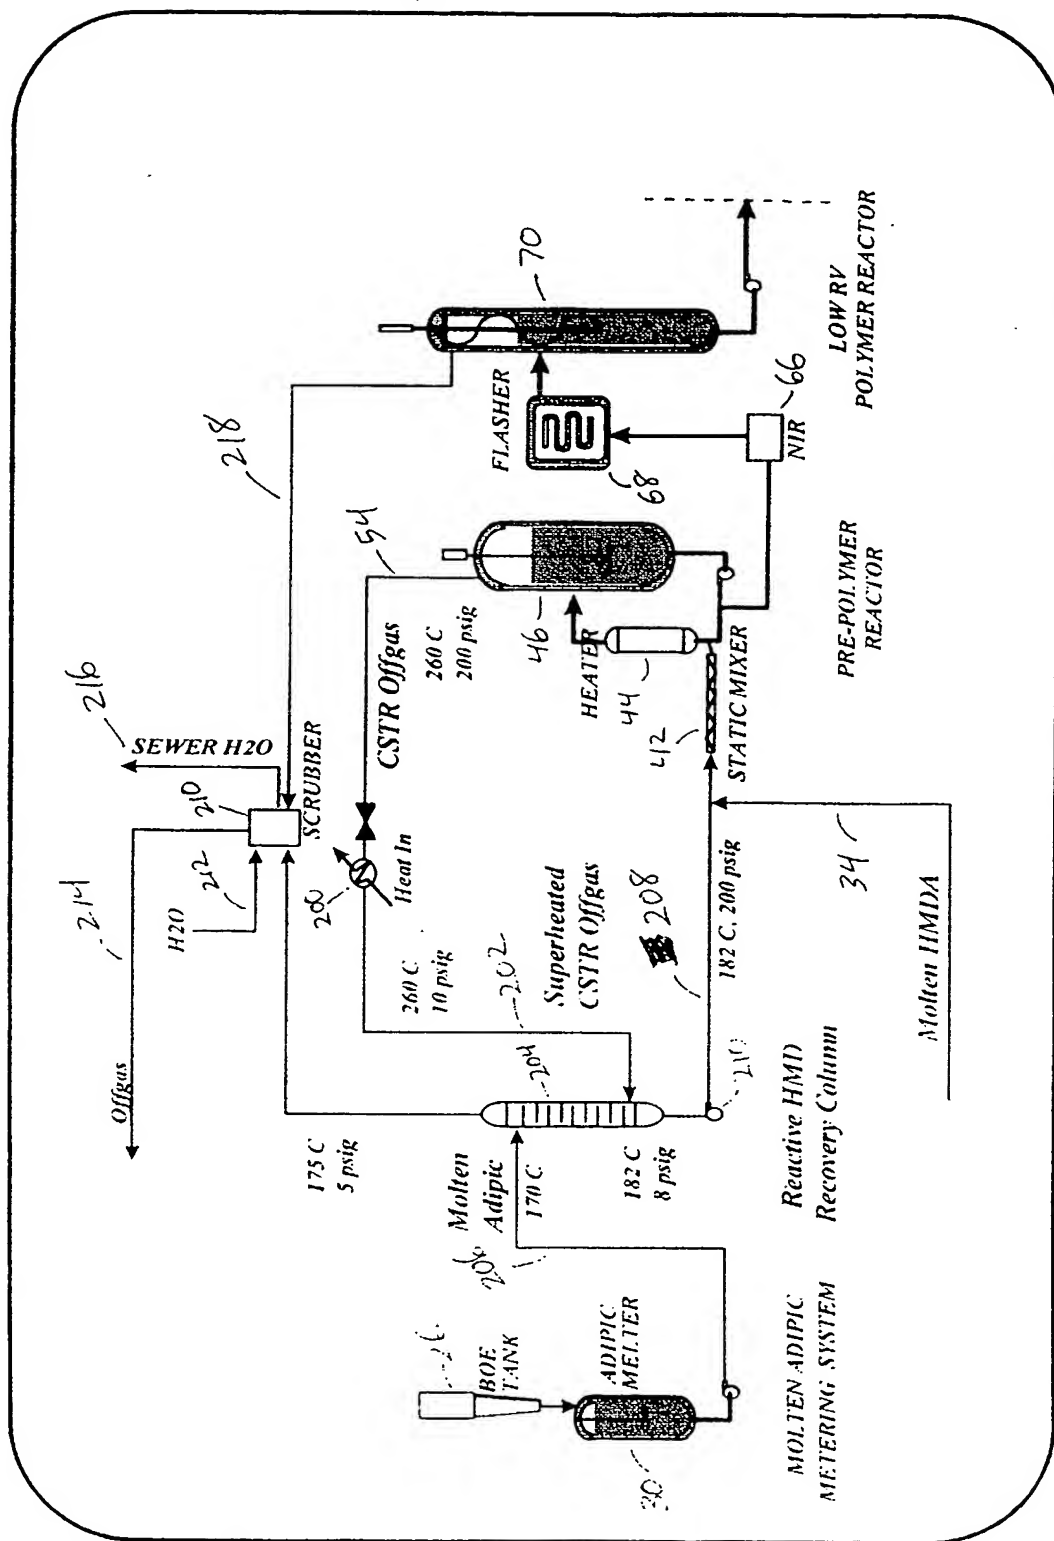 Offgas
214
216
SEWER H2O
H2O
212
210
SCRUBBER
218
175 C
5 psig
200
Heat In
CSTR Offgas
260 C
200 psig
54
260 C
10 psig
202
Superheated
CSTR Offgas
204
208
182 C, 200 psig
Molten
Adipic
170 C
182 C
8 psig
210
BOE
TANK
ADIPIC
MELTER
30
MOLTEN ADIPIC
METERING SYSTEM
Reactive HMD
Recovery Column
Molten HMDA
34
STATIC MIXER
HEATER
44
46
PRE-POLYMER
REACTOR
FLASHER
68
NIR
66
70
LOW RV
POLYMER REACTOR